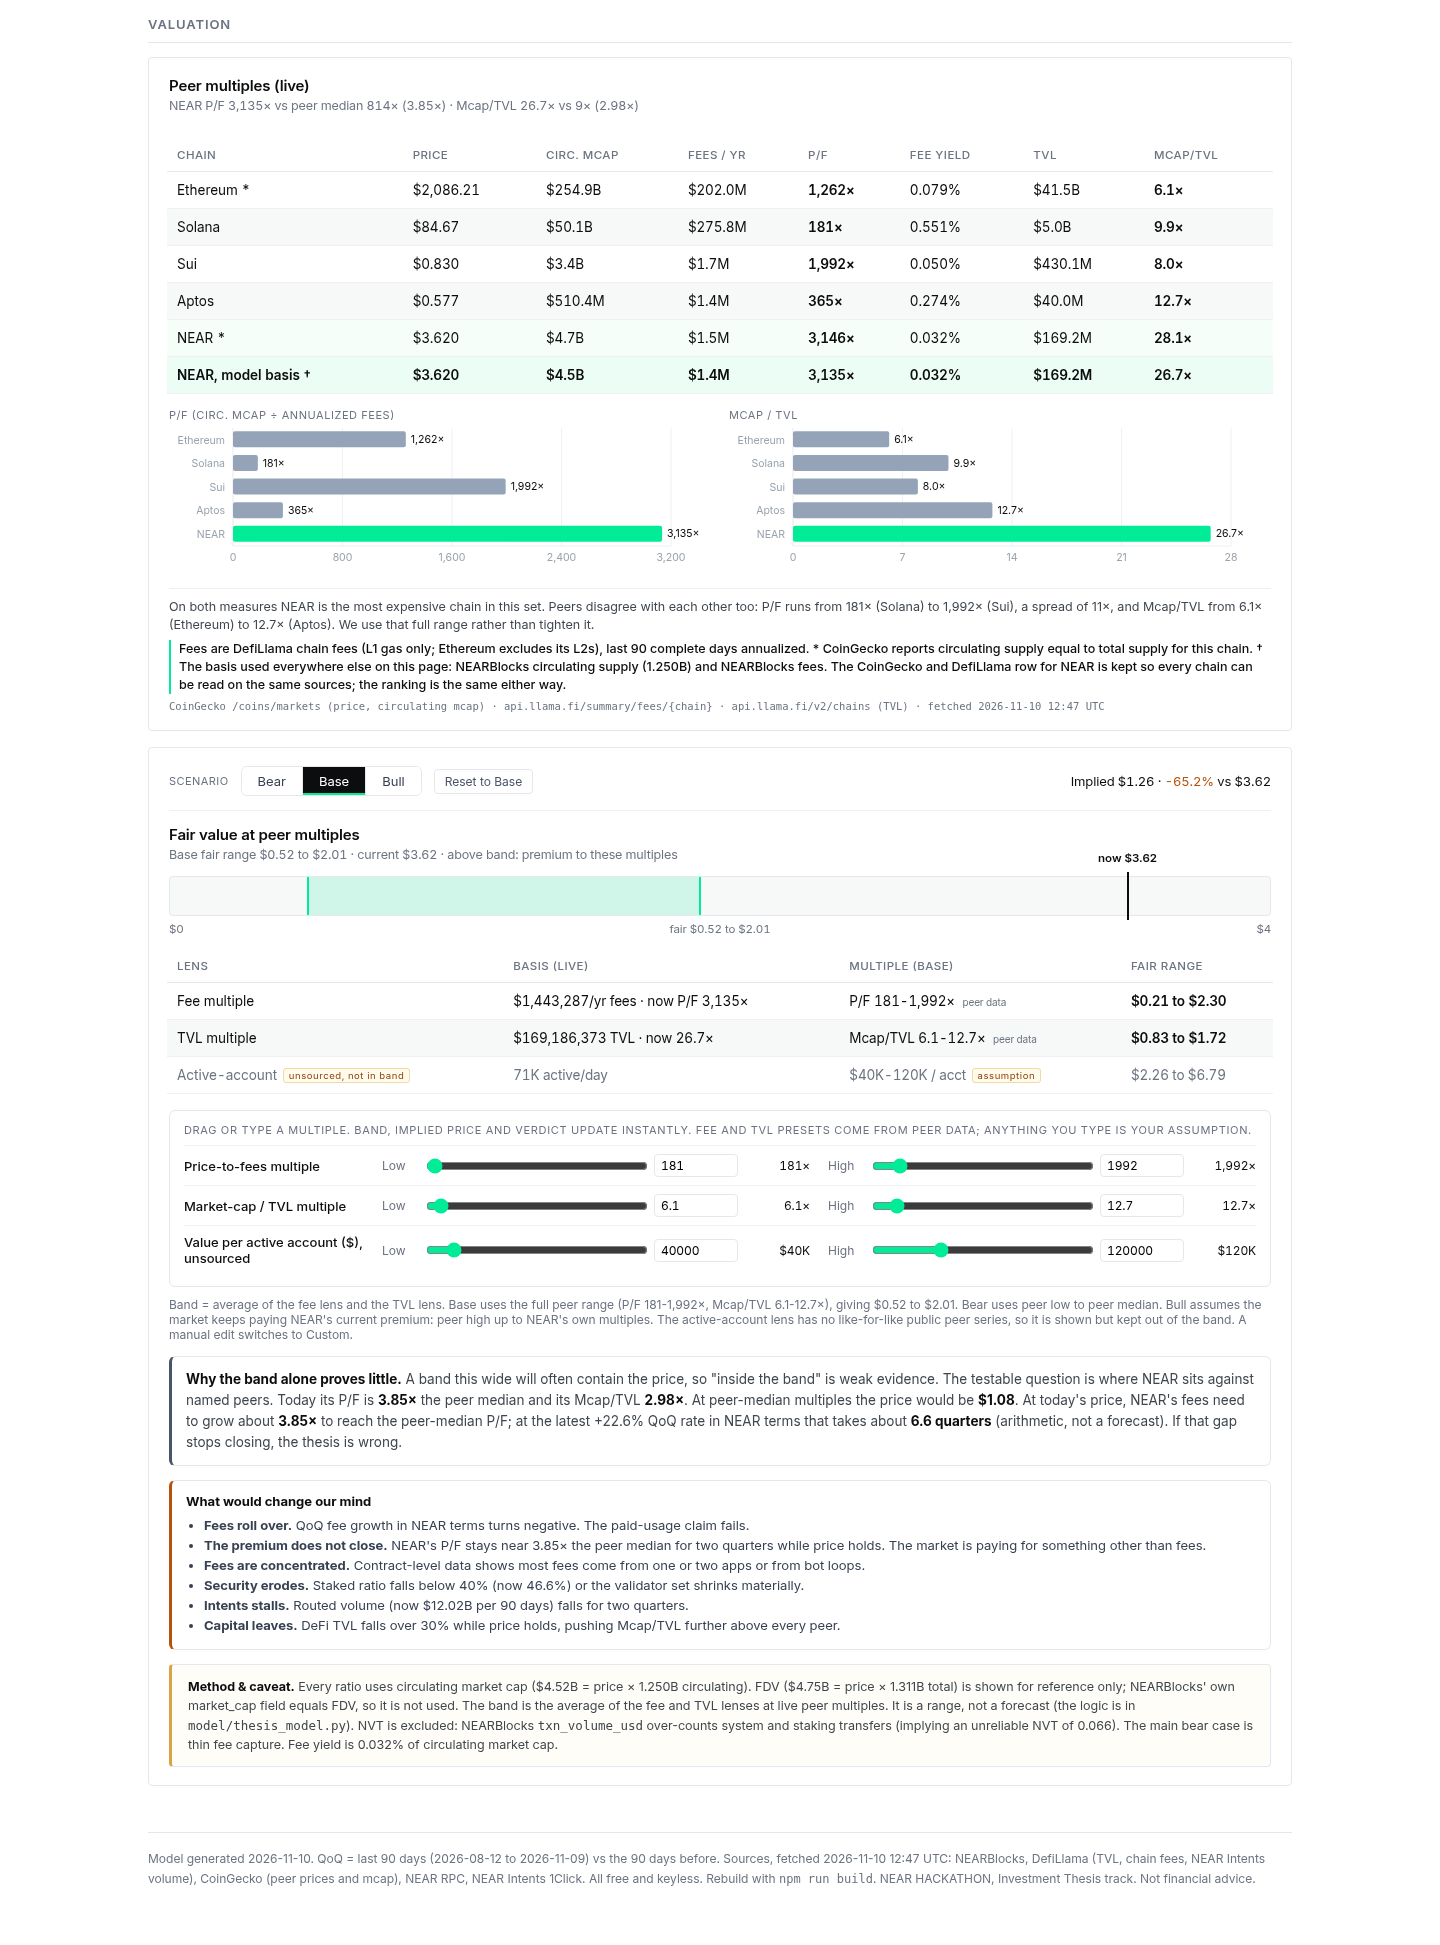 VALUATION
Peer multiples (live)
NEAR P/F 3,135× vs peer median 814× (3.85×) · Mcap/TVL 26.7× vs 9× (2.98×)
CHAIN PRICE CIRC. MCAP FEES / YR P/F FEE YIELD TVL MCAP/TVL
Ethereum * $2,086.21 $254.9B $202.0M 1,262× 0.079% $41.5B 6.1×
Solana $84.67 $50.1B $275.8M 181× 0.551% $5.0B 9.9×
Sui $0.830 $3.4B $1.7M 1,992× 0.050% $430.1M 8.0×
Aptos $0.577 $510.4M $1.4M 365× 0.274% $40.0M 12.7×
NEAR * $3.620 $4.7B $1.5M 3,146× 0.032% $169.2M 28.1×
NEAR, model basis † $3.620 $4.5B $1.4M 3,135× 0.032% $169.2M 26.7×
P/F (CIRC. MCAP ÷ ANNUALIZED FEES)
Ethereum 1,262×
Solana 181×
Sui 1,992×
Aptos 365×
NEAR 3,135×
0 800 1,600 2,400 3,200
MCAP / TVL
Ethereum 6.1×
Solana 9.9×
Sui 8.0×
Aptos 12.7×
NEAR 26.7×
0 7 14 21 28
On both measures NEAR is the most expensive chain in this set. Peers disagree with each other too: P/F runs from 181× (Solana) to 1,992× (Sui), a spread of 11×, and Mcap/TVL from 6.1×
(Ethereum) to 12.7× (Aptos). We use that full range rather than tighten it.
Fees are DefiLlama chain fees (L1 gas only; Ethereum excludes its L2s), last 90 complete days annualized. * CoinGecko reports circulating supply equal to total supply for this chain. †
The basis used everywhere else on this page: NEARBlocks circulating supply (1.250B) and NEARBlocks fees. The CoinGecko and DefiLlama row for NEAR is kept so every chain can
be read on the same sources; the ranking is the same either way.
CoinGecko /coins/markets (price, circulating mcap) · api.llama.fi/summary/fees/{chain} · api.llama.fi/v2/chains (TVL) · fetched 2026-11-10 12:47 UTC
SCENARIO Bear Base Bull Reset to Base Implied $1.26 · -65.2% vs $3.62
Fair value at peer multiples
Base fair range $0.52 to $2.01 · current $3.62 · above band: premium to these multiples
now $3.62
$0 fair $0.52 to $2.01 $4
LENS BASIS (LIVE) MULTIPLE (BASE) FAIR RANGE
Fee multiple $1,443,287/yr fees · now P/F 3,135× P/F 181-1,992× peer data $0.21 to $2.30
TVL multiple $169,186,373 TVL · now 26.7× Mcap/TVL 6.1-12.7× peer data $0.83 to $1.72
Active-account unsourced, not in band 71K active/day $40K-120K / acct assumption $2.26 to $6.79
DRAG OR TYPE A MULTIPLE. BAND, IMPLIED PRICE AND VERDICT UPDATE INSTANTLY. FEE AND TVL PRESETS COME FROM PEER DATA; ANYTHING YOU TYPE IS YOUR ASSUMPTION.
Price-to-fees multiple Low 181 181× High 1992 1,992×
Market-cap / TVL multiple Low 6.1 6.1× High 12.7 12.7×
Value per active account ($),
unsourced Low 40000 $40K High 120000 $120K
Band = average of the fee lens and the TVL lens. Base uses the full peer range (P/F 181-1,992×, Mcap/TVL 6.1-12.7×), giving $0.52 to $2.01. Bear uses peer low to peer median. Bull assumes the
market keeps paying NEAR's current premium: peer high up to NEAR's own multiples. The active-account lens has no like-for-like public peer series, so it is shown but kept out of the band. A
manual edit switches to Custom.
Why the band alone proves little. A band this wide will often contain the price, so "inside the band" is weak evidence. The testable question is where NEAR sits against
named peers. Today its P/F is 3.85× the peer median and its Mcap/TVL 2.98×. At peer-median multiples the price would be $1.08. At today's price, NEAR's fees need
to grow about 3.85× to reach the peer-median P/F; at the latest +22.6% QoQ rate in NEAR terms that takes about 6.6 quarters (arithmetic, not a forecast). If that gap
stops closing, the thesis is wrong.
What would change our mind
• Fees roll over. QoQ fee growth in NEAR terms turns negative. The paid-usage claim fails.
• The premium does not close. NEAR's P/F stays near 3.85× the peer median for two quarters while price holds. The market is paying for something other than fees.
• Fees are concentrated. Contract-level data shows most fees come from one or two apps or from bot loops.
• Security erodes. Staked ratio falls below 40% (now 46.6%) or the validator set shrinks materially.
• Intents stalls. Routed volume (now $12.02B per 90 days) falls for two quarters.
• Capital leaves. DeFi TVL falls over 30% while price holds, pushing Mcap/TVL further above every peer.
Method & caveat. Every ratio uses circulating market cap ($4.52B = price × 1.250B circulating). FDV ($4.75B = price × 1.311B total) is shown for reference only; NEARBlocks' own
market_cap field equals FDV, so it is not used. The band is the average of the fee and TVL lenses at live peer multiples. It is a range, not a forecast (the logic is in
model/thesis_model.py). NVT is excluded: NEARBlocks txn_volume_usd over-counts system and staking transfers (implying an unreliable NVT of 0.066). The main bear case is
thin fee capture. Fee yield is 0.032% of circulating market cap.
Model generated 2026-11-10. QoQ = last 90 days (2026-08-12 to 2026-11-09) vs the 90 days before. Sources, fetched 2026-11-10 12:47 UTC: NEARBlocks, DefiLlama (TVL, chain fees, NEAR Intents
volume), CoinGecko (peer prices and mcap), NEAR RPC, NEAR Intents 1Click. All free and keyless. Rebuild with npm run build. NEAR HACKATHON, Investment Thesis track. Not financial advice.